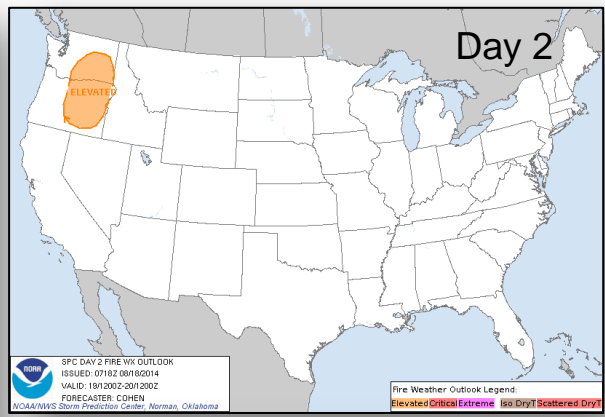 Day 2
ELEVATED
NOAA
SPC DAY 2 FIRE WX OUTLOOK
ISSUED: 0718Z 08/18/2014
VALID: 19/1200Z-20/1200Z
FORECASTER: COHEN
NOAA/NWS Storm Prediction Center, Norman, Oklahoma
Fire Weather Outlook Legend:
Elevated Critical Extreme Iso DryT Scattered DryT